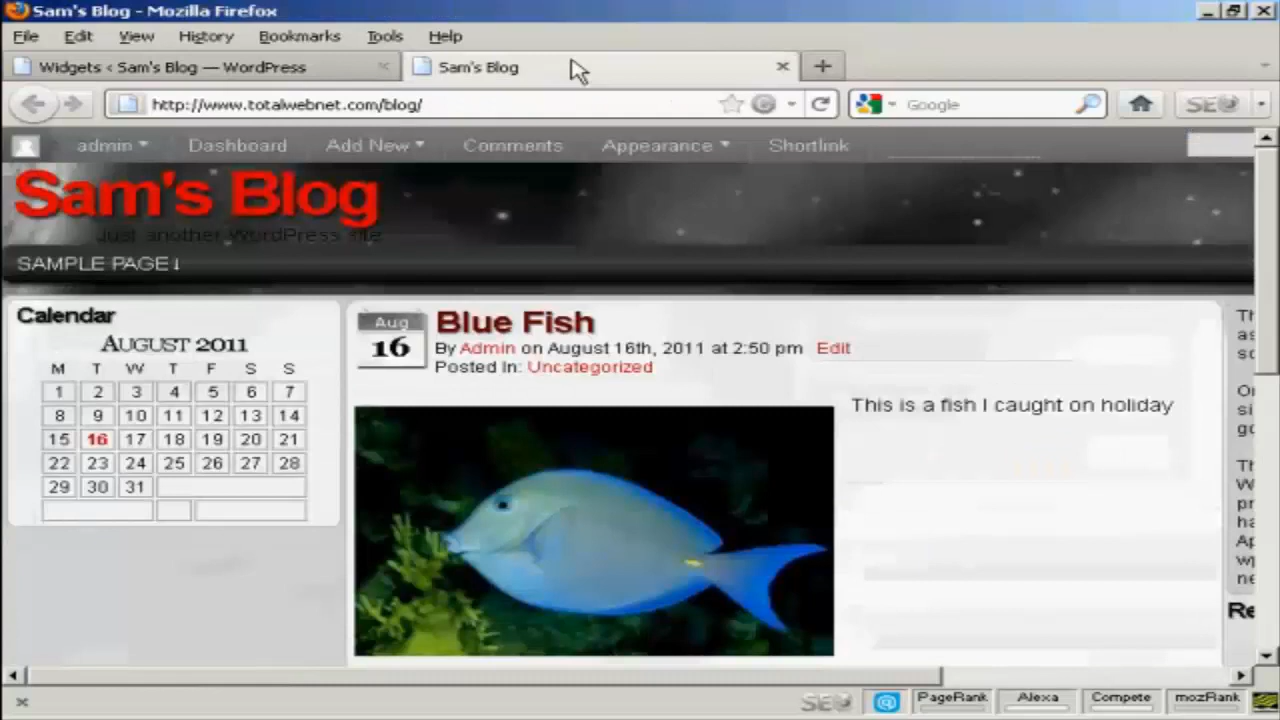 Sam's Blog - Mozilla Firefox
File Edit View History Bookmarks Tools Help
Widgets ‹ Sam's Blog — WordPress
Sam's Blog
http://www.totalwebnet.com/blog/
Google
SEO
admin Dashboard Add New Comments Appearance Shortlink
Sam's Blog
Just another WordPress site
SAMPLE PAGE
Calendar
AUGUST 2011
M T W T F S S
1 2 3 4 5 6 7
8 9 10 11 12 13 14
15 16 17 18 19 20 21
22 23 24 25 26 27 28
29 30 31
Aug
16
Blue Fish
By Admin on August 16th, 2011 at 2:50 pm Edit
Posted In: Uncategorized
This is a fish I caught on holiday
SEO PageRank Alexa Compete mozRank